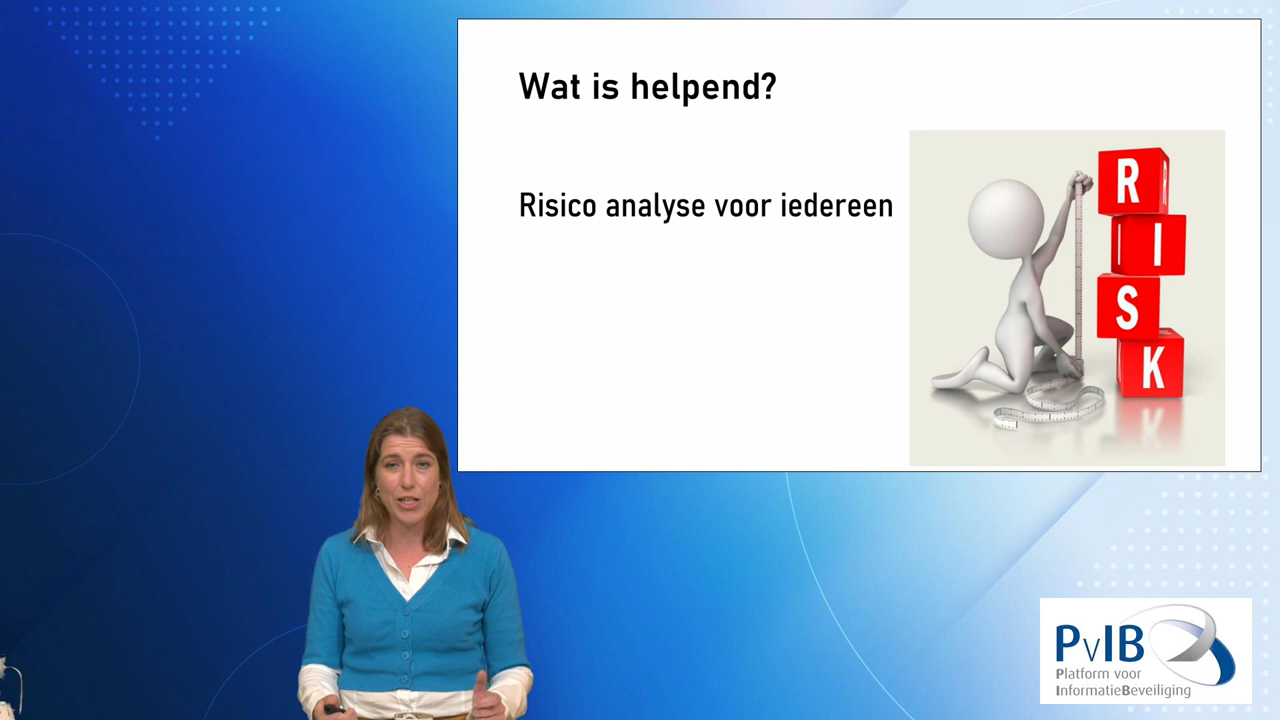 Wat is helpend?
Risico analyse voor iedereen
R
I
S
K
PvIB
Platform voor
InformatieBeveiliging